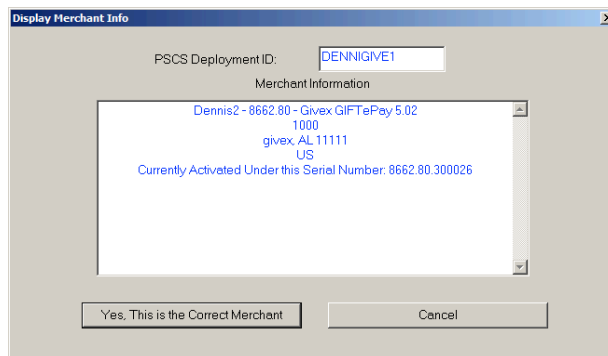 Display Merchant Info
PSCS Deployment ID: DENNIGIVE1
Merchant Information
Dennis2 - 8662.80 - Givex GIFTePay 5.02
1000
givex, AL 11111
US
Currently Activated Under this Serial Number: 8662.80.300026
Yes, This is the Correct Merchant Cancel